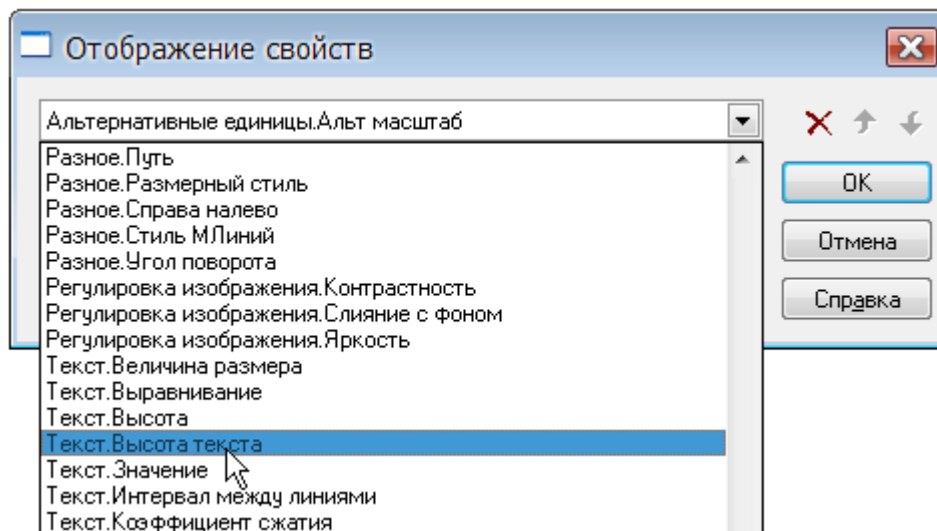 Отображение свойств
Альтернативные единицы.Альт масштаб
Разное.Путь
Разное.Размерный стиль
Разное.Справа налево
Разное.Стиль МЛиний
Разное.Угол поворота
Регулировка изображения.Контрастность
Регулировка изображения.Слияние с фоном
Регулировка изображения.Яркость
Текст.Величина размера
Текст.Выравнивание
Текст.Высота
Текст.Высота текста
Текст.Значение
Текст.Интервал между линиями
Текст.Коэффициент сжатия
OK
Отмена
Справка